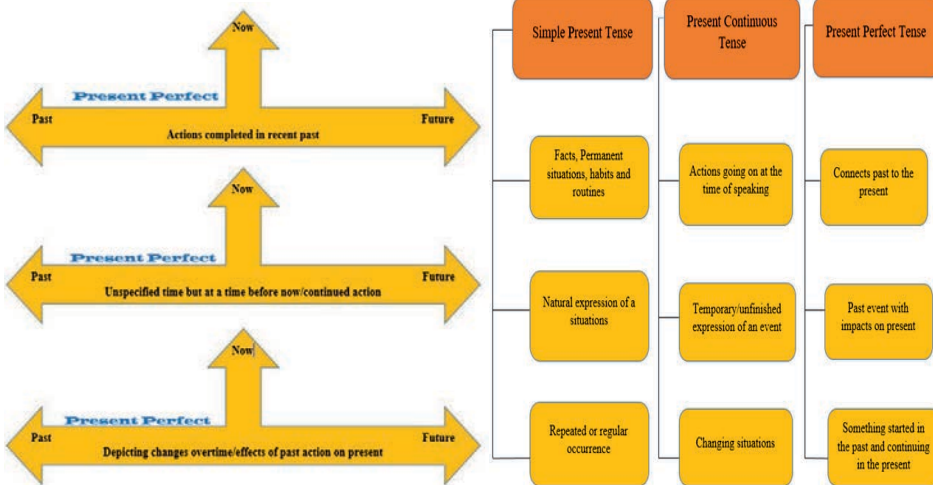 Now
Present Perfect
Past
Future
Actions completed in recent past
Now
Present Perfect
Past
Future
Unspecified time but at a time before now/continued action
Now
Present Perfect
Past
Future
Depicting changes overtime/effects of past action on present
Simple Present Tense
Facts, Permanent
situations, habits and
routines
Natural expression of a
situations
Repeated or regular
occurrence
Present Continuous
Tense
Actions going on at the
time of speaking
Temporary/unfinished
expression of an event
Changing situations
Present Perfect Tense
Connects past to the
present
Past event with
impacts on present
Something started in
the past and continuing
in the present